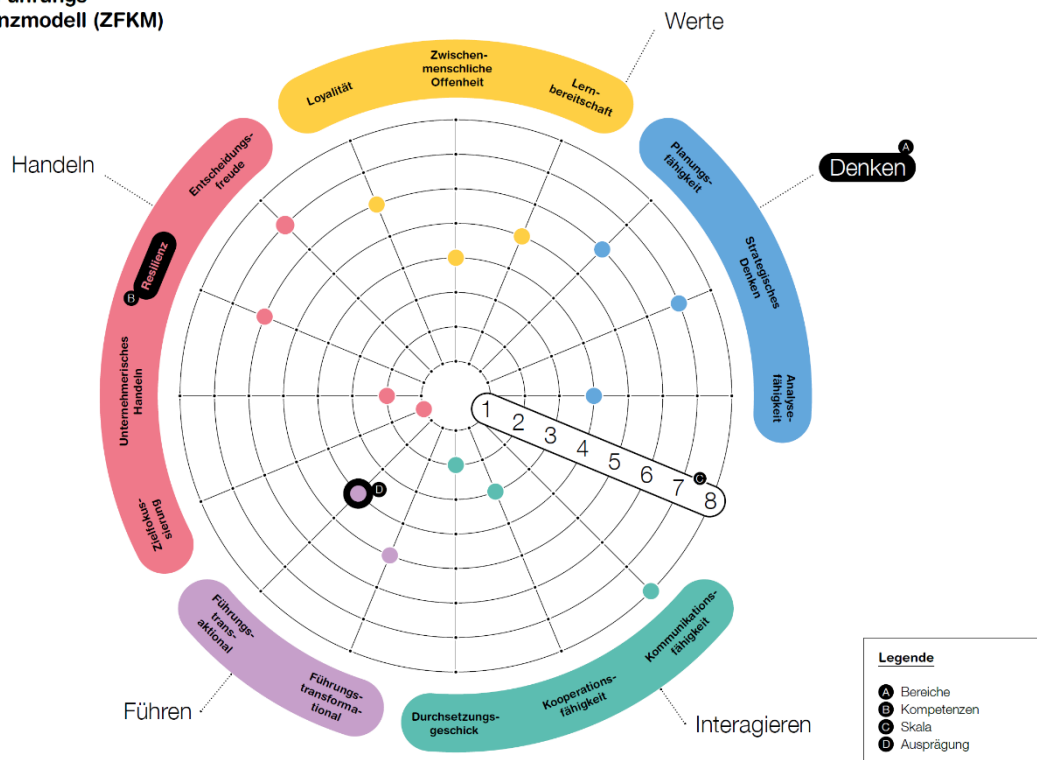 nzmodell (ZFKM)
Werte
Zwischen-
menschliche
Offenheit
Loyalität
Lern-
bereitschaft
Handeln
Entscheidungs-
freude
Planungs-
fähigkeit
A
Denken
Resilienz
B
Strategisches
Denken
Unternehmerisches
Handeln
Analyse-
fähigkeit
1
2
3
4
5
6
7
8
C
D
Zielfokus-
sierung
Führungs-
trans-
aktional
Führungs-
transforma-
tional
Führen
Durchsetzungs-
geschick
Kooperations-
fähigkeit
Kommunikations-
fähigkeit
Interagieren
Legende
A Bereiche
B Kompetenzen
C Skala
D Ausprägung